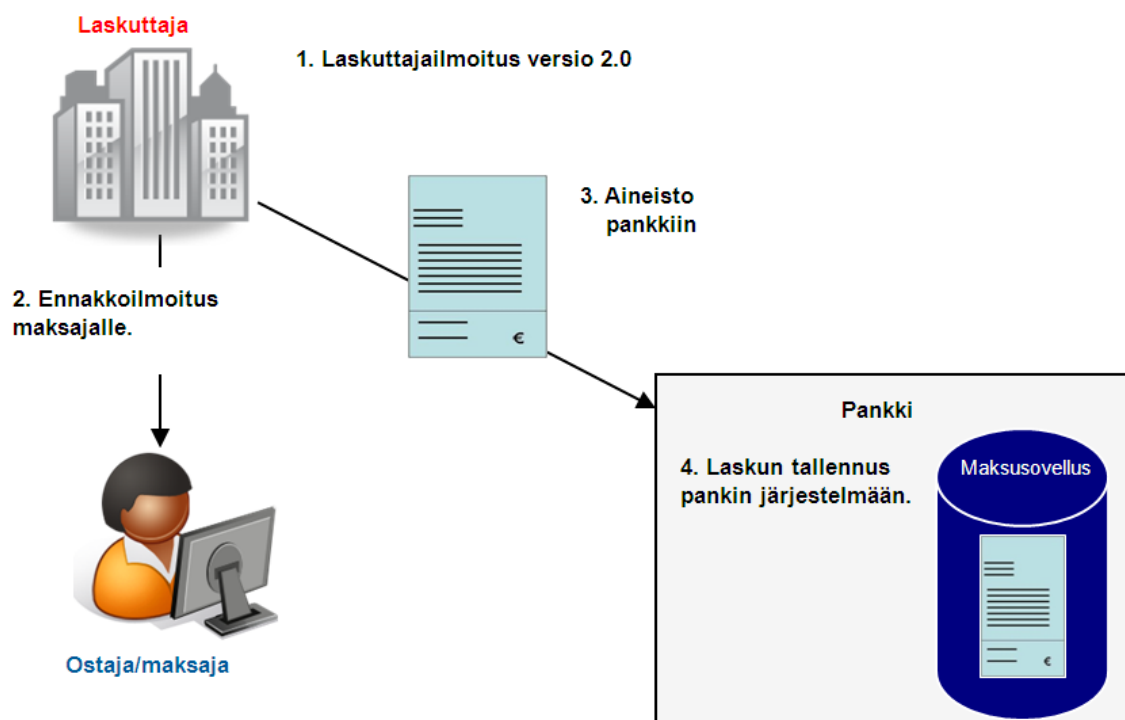 Laskuttaja
1. Laskuttajailmoitus versio 2.0
3. Aineisto
pankkiin
€
2. Ennakkoilmoitus
maksajalle.
Pankki
4. Laskun tallennus
pankin järjestelmään.
Maksusovellus
€
Ostaja/maksaja